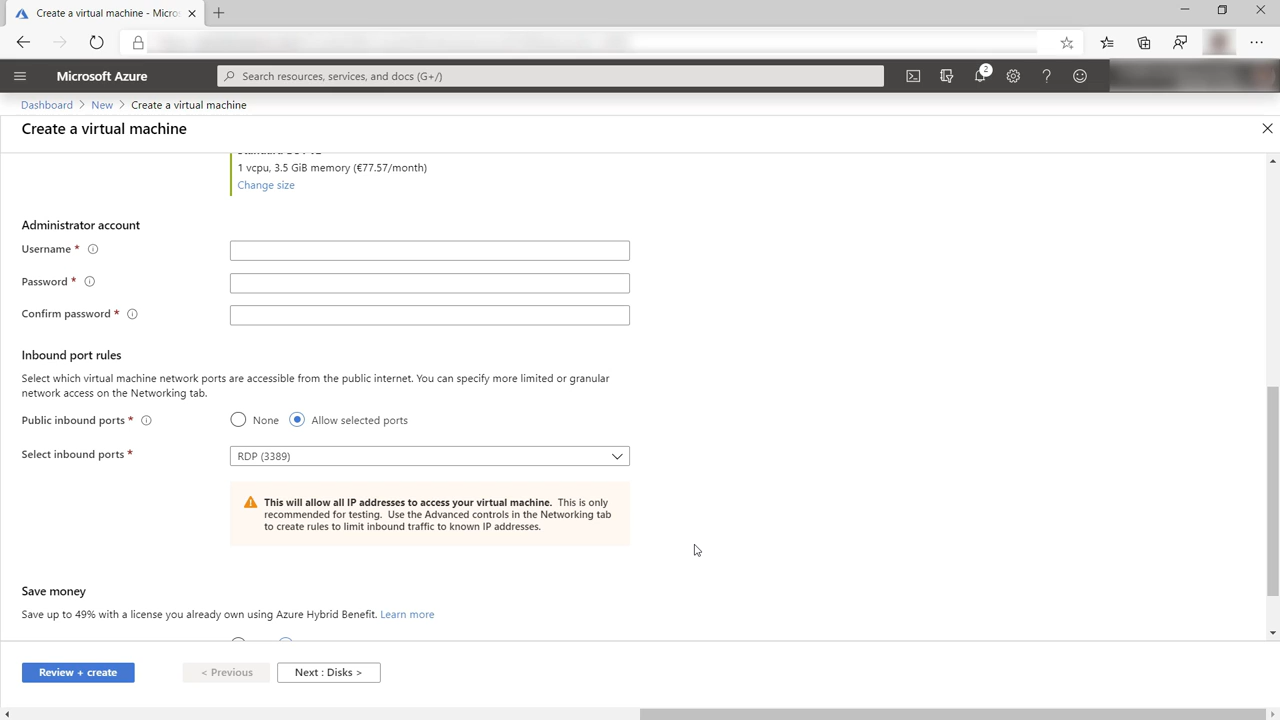 Create a virtual machine - Micros
Microsoft Azure
Search resources, services, and docs (G+/)
2
Dashboard > New > Create a virtual machine
Create a virtual machine
1 vcpu, 3.5 GiB memory (€77.57/month)
Change size
Administrator account
Username *
Password *
Confirm password *
Inbound port rules
Select which virtual machine network ports are accessible from the public internet. You can specify more limited or granular
network access on the Networking tab.
Public inbound ports * None Allow selected ports
Select inbound ports * RDP (3389)
This will allow all IP addresses to access your virtual machine. This is only
recommended for testing. Use the Advanced controls in the Networking tab
to create rules to limit inbound traffic to known IP addresses.
Save money
Save up to 49% with a license you already own using Azure Hybrid Benefit. Learn more
Review + create < Previous Next : Disks >